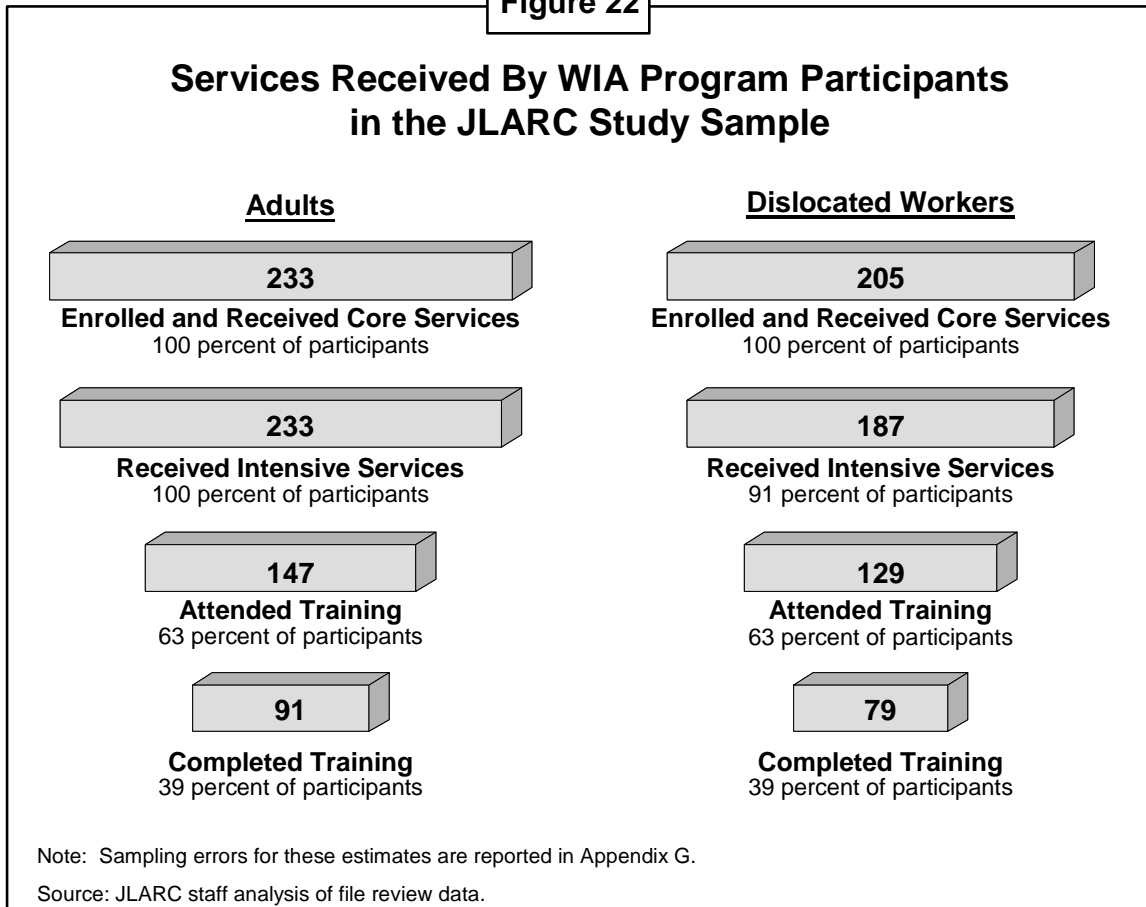 Figure 22
Services Received By WIA Program Participants
in the JLARC Study Sample
Adults
233
Enrolled and Received Core Services
100 percent of participants
233
Received Intensive Services
100 percent of participants
147
Attended Training
63 percent of participants
91
Completed Training
39 percent of participants
Dislocated Workers
205
Enrolled and Received Core Services
100 percent of participants
187
Received Intensive Services
91 percent of participants
129
Attended Training
63 percent of participants
79
Completed Training
39 percent of participants
Note: Sampling errors for these estimates are reported in Appendix G.
Source: JLARC staff analysis of file review data.